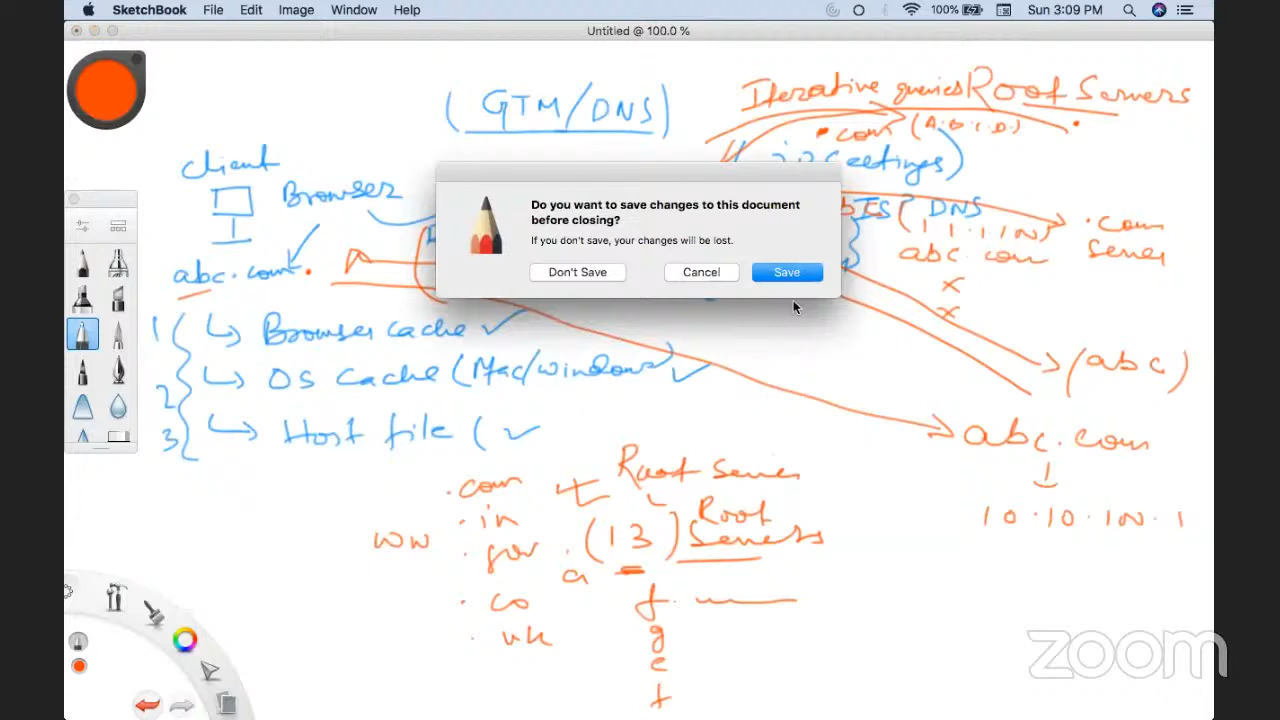 SketchBook File Edit Image Window Help 100% Sun 3:09 PM
Untitled @ 100.0 %
(GTM/DNS)
Iterative queries Root Servers
.com (A.B.C.D.)
client
Browser
abc.com.
Do you want to save changes to this document before closing?
If you don't save, your changes will be lost.
Don't Save Cancel Save
DNS
abc.com
x
x
.com
server
1 ↳ Browser cache ✓
2 ↳ OS Cache (Mac/windows) ✓
3 ↳ Host file ( ✓
(abc)
abc.com
10.10.100.1
Root Server
.com
.in
.gov
.co
.uk
. (13) Root Servers
a
f.
g
e
f
zoom